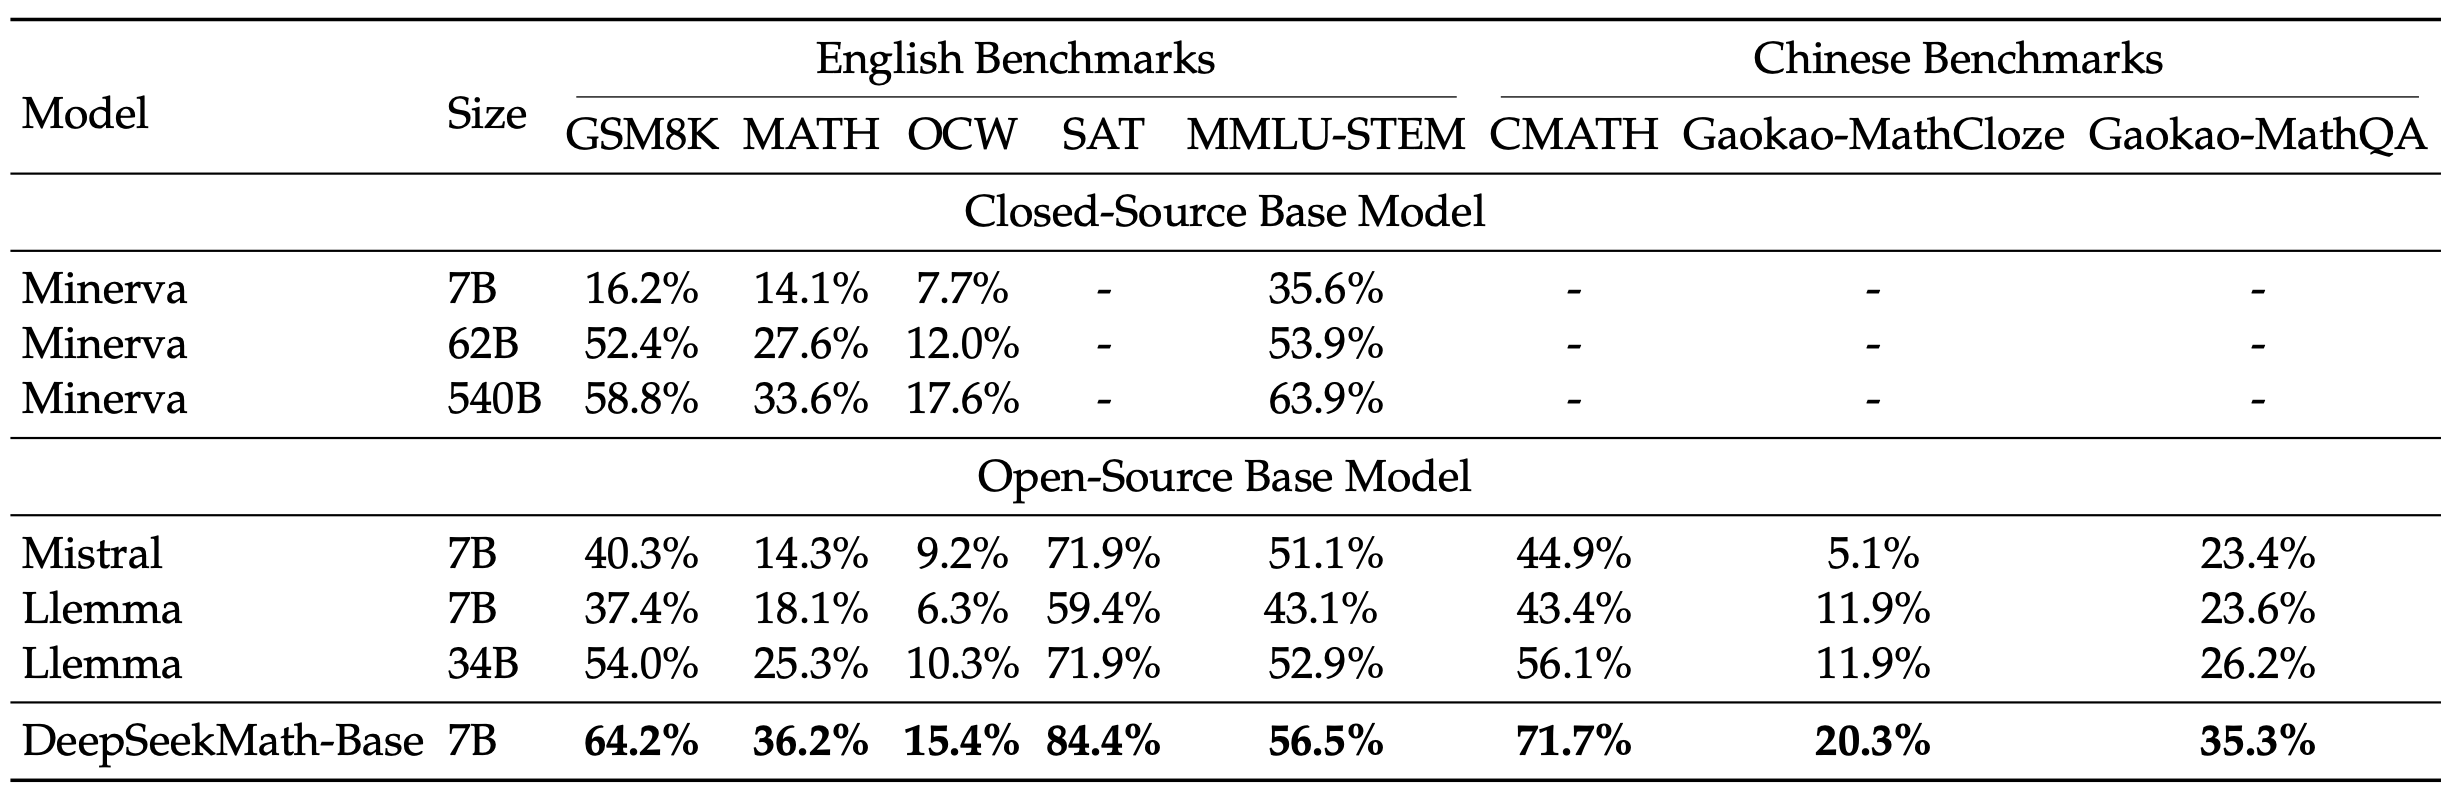 English Benchmarks Chinese Benchmarks
Model Size
GSM8K MATH OCW SAT MMLU-STEM CMATH Gaokao-MathCloze Gaokao-MathQA
Closed-Source Base Model
Minerva 7B 16.2% 14.1% 7.7% - 35.6% - - -
Minerva 62B 52.4% 27.6% 12.0% - 53.9% - - -
Minerva 540B 58.8% 33.6% 17.6% - 63.9% - - -
Open-Source Base Model
Mistral 7B 40.3% 14.3% 9.2% 71.9% 51.1% 44.9% 5.1% 23.4%
Llemma 7B 37.4% 18.1% 6.3% 59.4% 43.1% 43.4% 11.9% 23.6%
Llemma 34B 54.0% 25.3% 10.3% 71.9% 52.9% 56.1% 11.9% 26.2%
DeepSeekMath-Base 7B 64.2% 36.2% 15.4% 84.4% 56.5% 71.7% 20.3% 35.3%